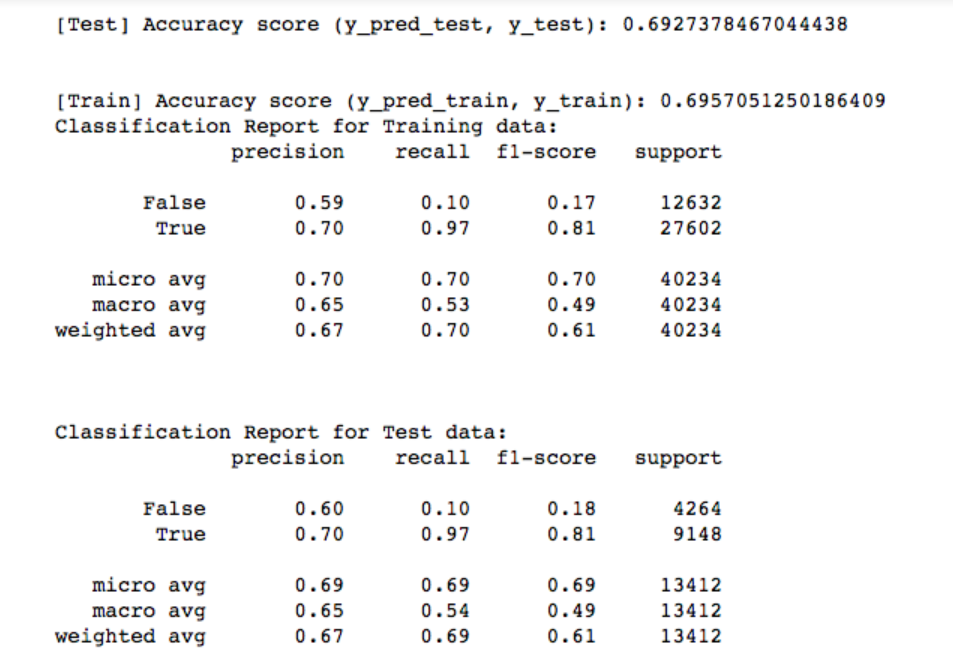 [Test] Accuracy score (y_pred_test, y_test): 0.6927378467044438
[Train] Accuracy score (y_pred_train, y_train): 0.6957051250186409
Classification Report for Training data:
precision recall f1-score support
False 0.59 0.10 0.17 12632
True 0.70 0.97 0.81 27602
micro avg 0.70 0.70 0.70 40234
macro avg 0.65 0.53 0.49 40234
weighted avg 0.67 0.70 0.61 40234
Classification Report for Test data:
precision recall f1-score support
False 0.60 0.10 0.18 4264
True 0.70 0.97 0.81 9148
micro avg 0.69 0.69 0.69 13412
macro avg 0.65 0.54 0.49 13412
weighted avg 0.67 0.69 0.61 13412